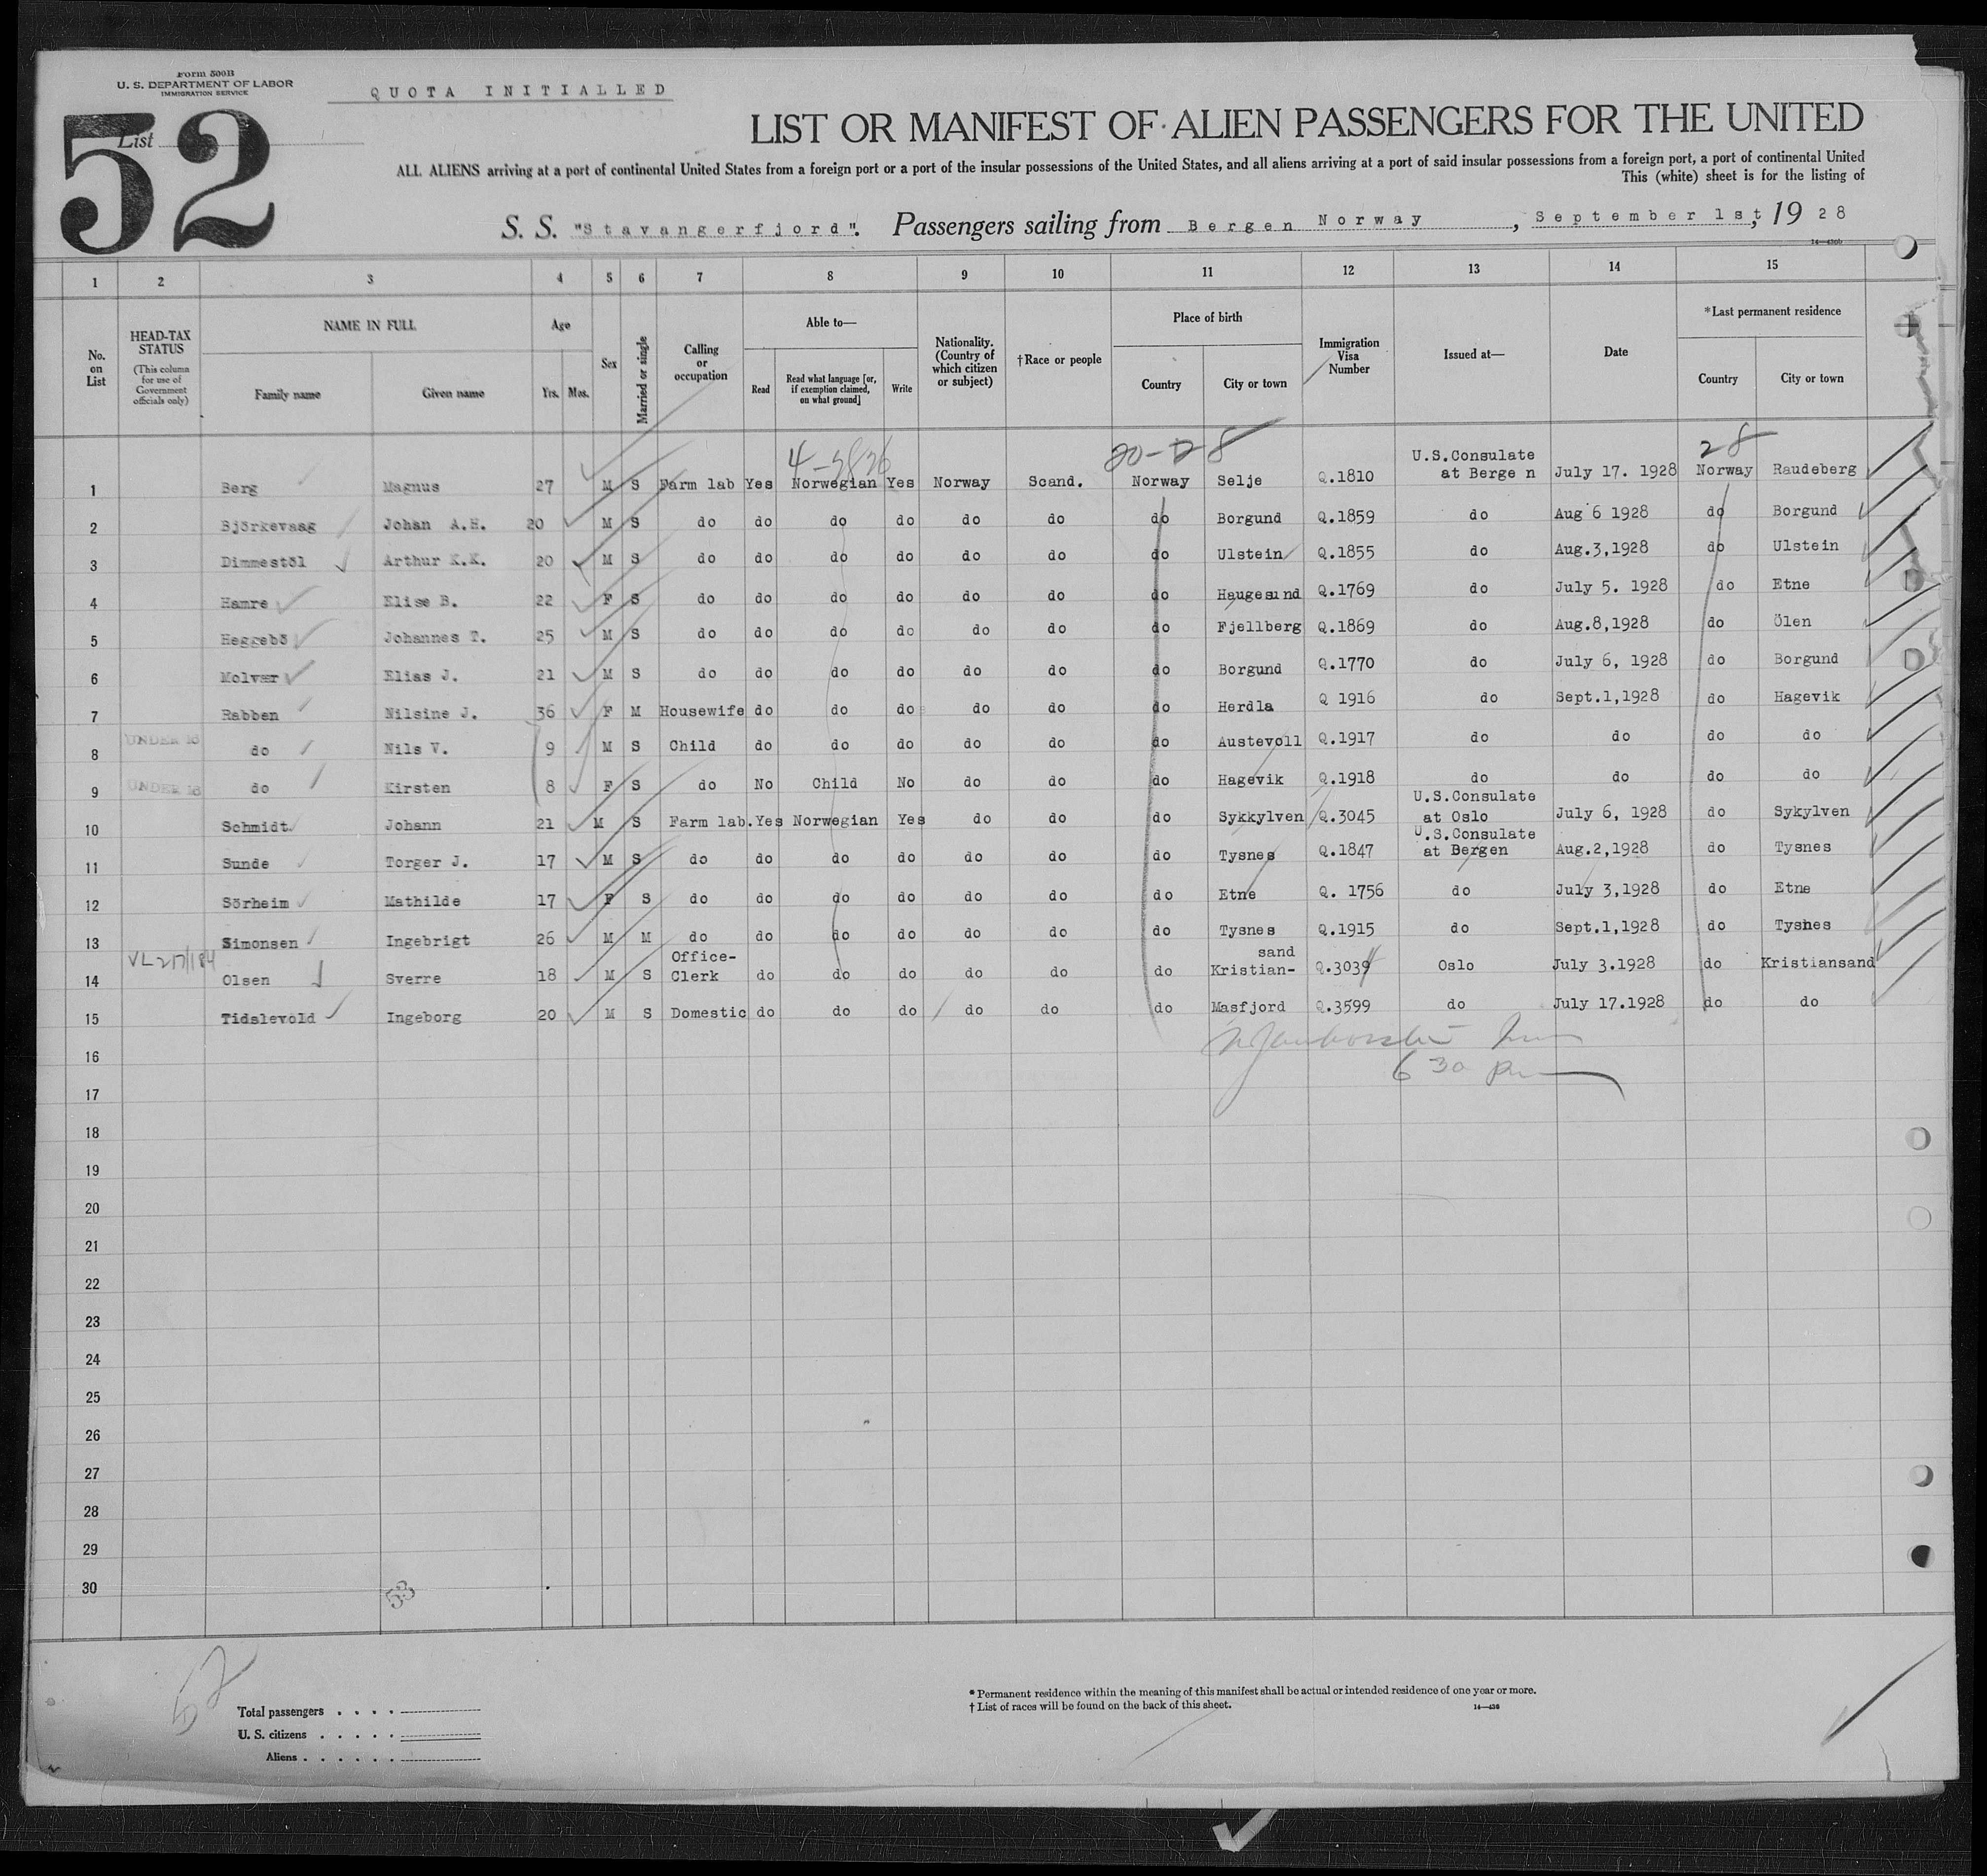 Form 500B
U. S. DEPARTMENT OF LABOR
IMMIGRATION SERVICE
QUOTA INITIALLED
List 52
LIST OR MANIFEST OF ALIEN PASSENGERS FOR THE UNITED
ALL ALIENS arriving at a port of continental United States from a foreign port or a port of the insular possessions of the United States, and all aliens arriving at a port of said insular possessions from a foreign port, a port of continental United
This (white) sheet is for the listing of
S. S. "Stavangerfjord". Passengers sailing from Bergen Norway, September 1st, 1928
14—430b
1 2 3 4 5 6 7 8 9 10 11 12 13 14 15
No. on List
HEAD-TAX STATUS (This column for use of Government officials only)
NAME IN FULL Family name Given name
Age Yrs. Mos.
Sex
Married or single
Calling or occupation
Able to— Read Read what language [or, if exemption claimed, on what ground] Write
Nationality. (Country of which citizen or subject)
†Race or people
Place of birth Country City or town
Immigration Visa Number
Issued at—
Date
*Last permanent residence Country City or town
20-28 28
1 Berg Magnus 27 M S Farm lab Yes Norwegian Yes Norway Scand. Norway Selje Q.1810 U.S.Consulate at Berge n July 17. 1928 Norway Raudeberg
2 Björkevaag Johan A.H. 20 M S do do do do do do do Borgund Q.1859 do Aug 6 1928 do Borgund
3 Dimmestöl Arthur K.K. 20 M S do do do do do do do Ulstein Q.1855 do Aug.3,1928 do Ulstein
4 Hamre Elise B. 22 F S do do do do do do do Haugesund Q.1769 do July 5. 1928 do Etne
5 Heggebö Johannes T. 25 M S do do do do do do do Fjellberg Q.1869 do Aug.8,1928 do Ölen
6 Molvær Elias J. 21 M S do do do do do do do Borgund Q.1770 do July 6, 1928 do Borgund
7 Rabben Nilsine J. 36 F M Housewife do do do do do do Herdla Q 1916 do Sept.1,1928 do Hagevik
8 UNDER 16 do Nils V. 9 M S Child do do do do do do Austevoll Q.1917 do do do do
9 UNDER 16 do Kirsten 8 F S do No Child No do do do Hagevik Q.1918 do do do do
10 Schmidt Johann 21 M S Farm lab. Yes Norwegian Yes do do do Sykkylven Q.3045 U.S.Consulate at Oslo July 6, 1928 do Sykylven
11 Sunde Torger J. 17 M S do do do do do do do Tysnes Q.1847 U.S.Consulate at Bergen Aug.2,1928 do Tysnes
12 Sörheim Mathilde 17 F S do do do do do do do Etne Q. 1756 do July 3,1928 do Etne
13 Simonsen Ingebrigt 26 M M do do do do do do do Tysnes Q.1915 do Sept.1,1928 do Tysnes
14 Olsen Sverre 18 M S Office-Clerk do do do do do do Kristian-sand Q.3039 Oslo July 3.1928 do Kristiansand
15 Tidslevold Ingeborg 20 M S Domestic do do do do do do Masfjord Q.3599 do July 17.1928 do do
6 30 Pm
16
17
18
19
20
21
22
23
24
25
26
27
28
29
30
53
52
Total passengers . . . .
U. S. citizens . . . . .
Aliens . . . . . .
* Permanent residence within the meaning of this manifest shall be actual or intended residence of one year or more.
† List of races will be found on the back of this sheet.
14—430